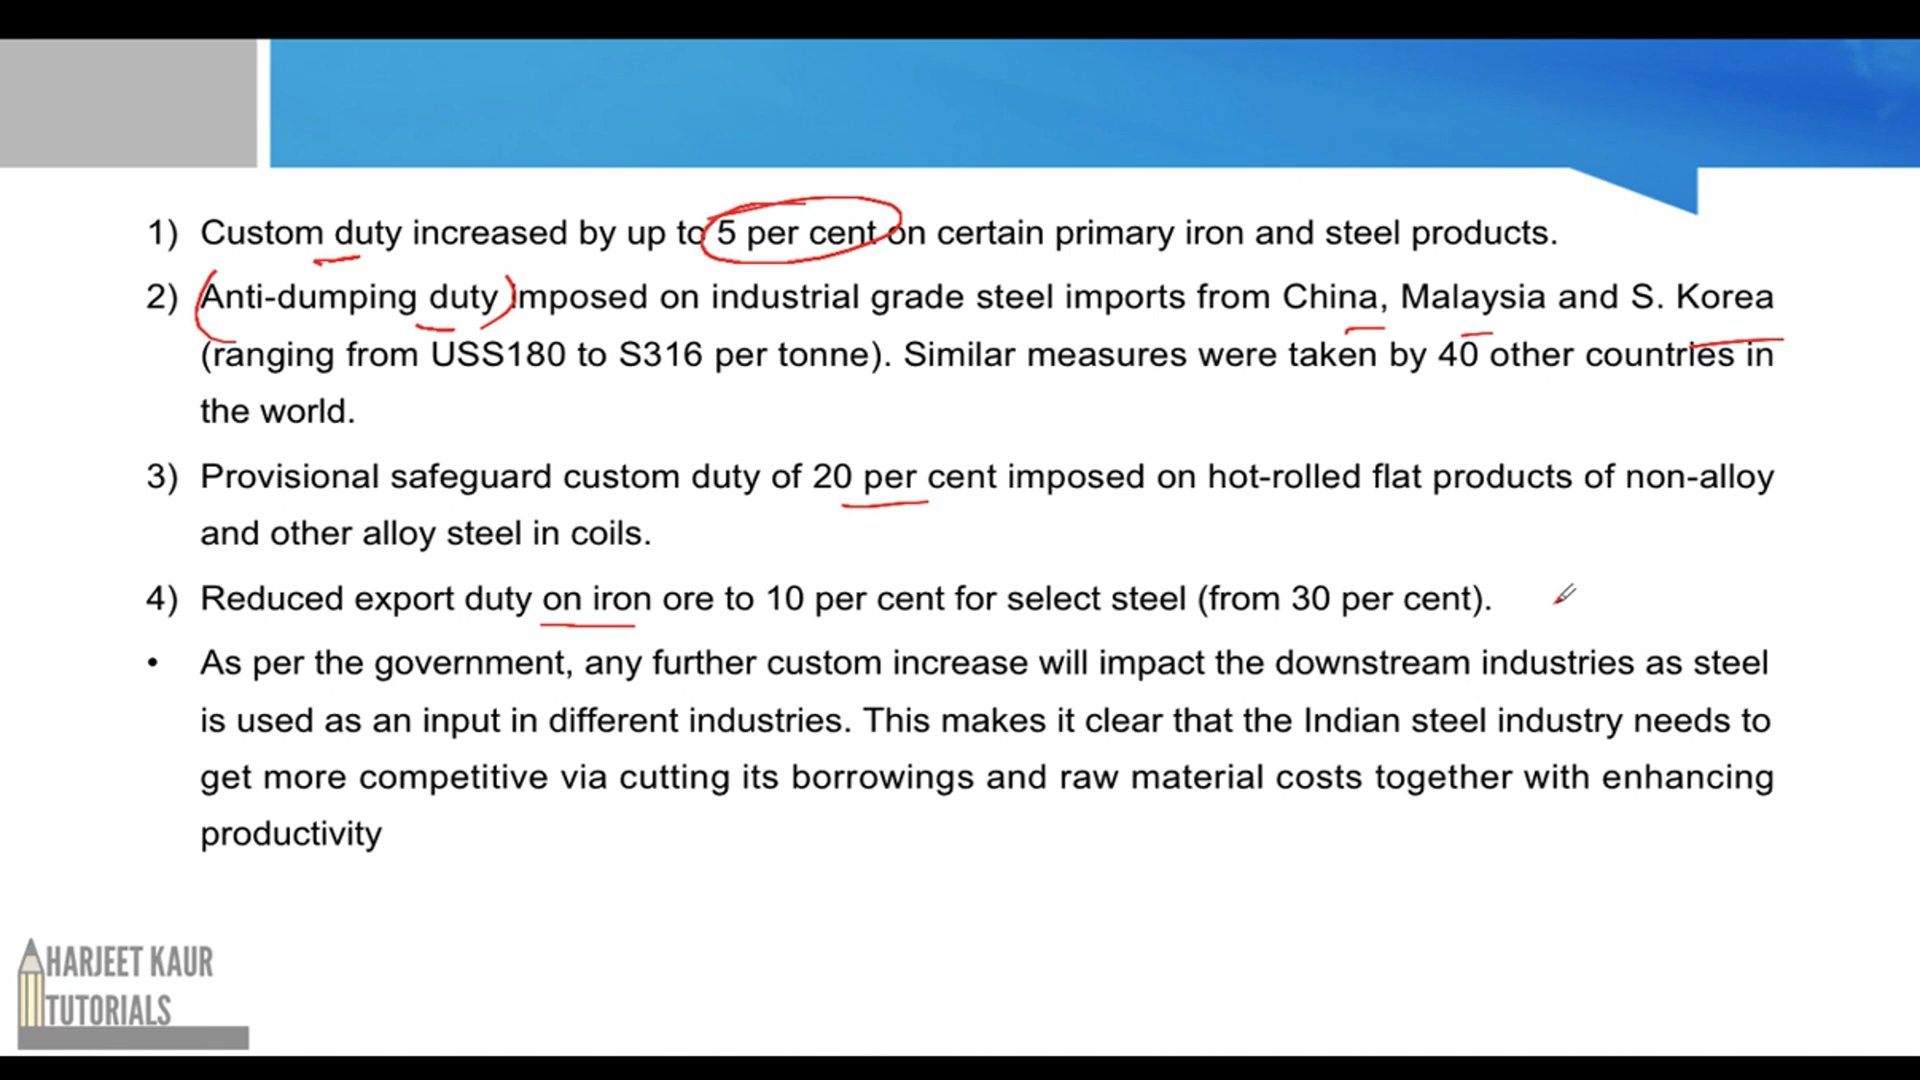 1) Custom duty increased by up to 5 per cent on certain primary iron and steel products.
2) Anti-dumping duty imposed on industrial grade steel imports from China, Malaysia and S. Korea
(ranging from USS180 to S316 per tonne). Similar measures were taken by 40 other countries in
the world.
3) Provisional safeguard custom duty of 20 per cent imposed on hot-rolled flat products of non-alloy
and other alloy steel in coils.
4) Reduced export duty on iron ore to 10 per cent for select steel (from 30 per cent).
• As per the government, any further custom increase will impact the downstream industries as steel
is used as an input in different industries. This makes it clear that the Indian steel industry needs to
get more competitive via cutting its borrowings and raw material costs together with enhancing
productivity
HARJEET KAUR
TUTORIALS